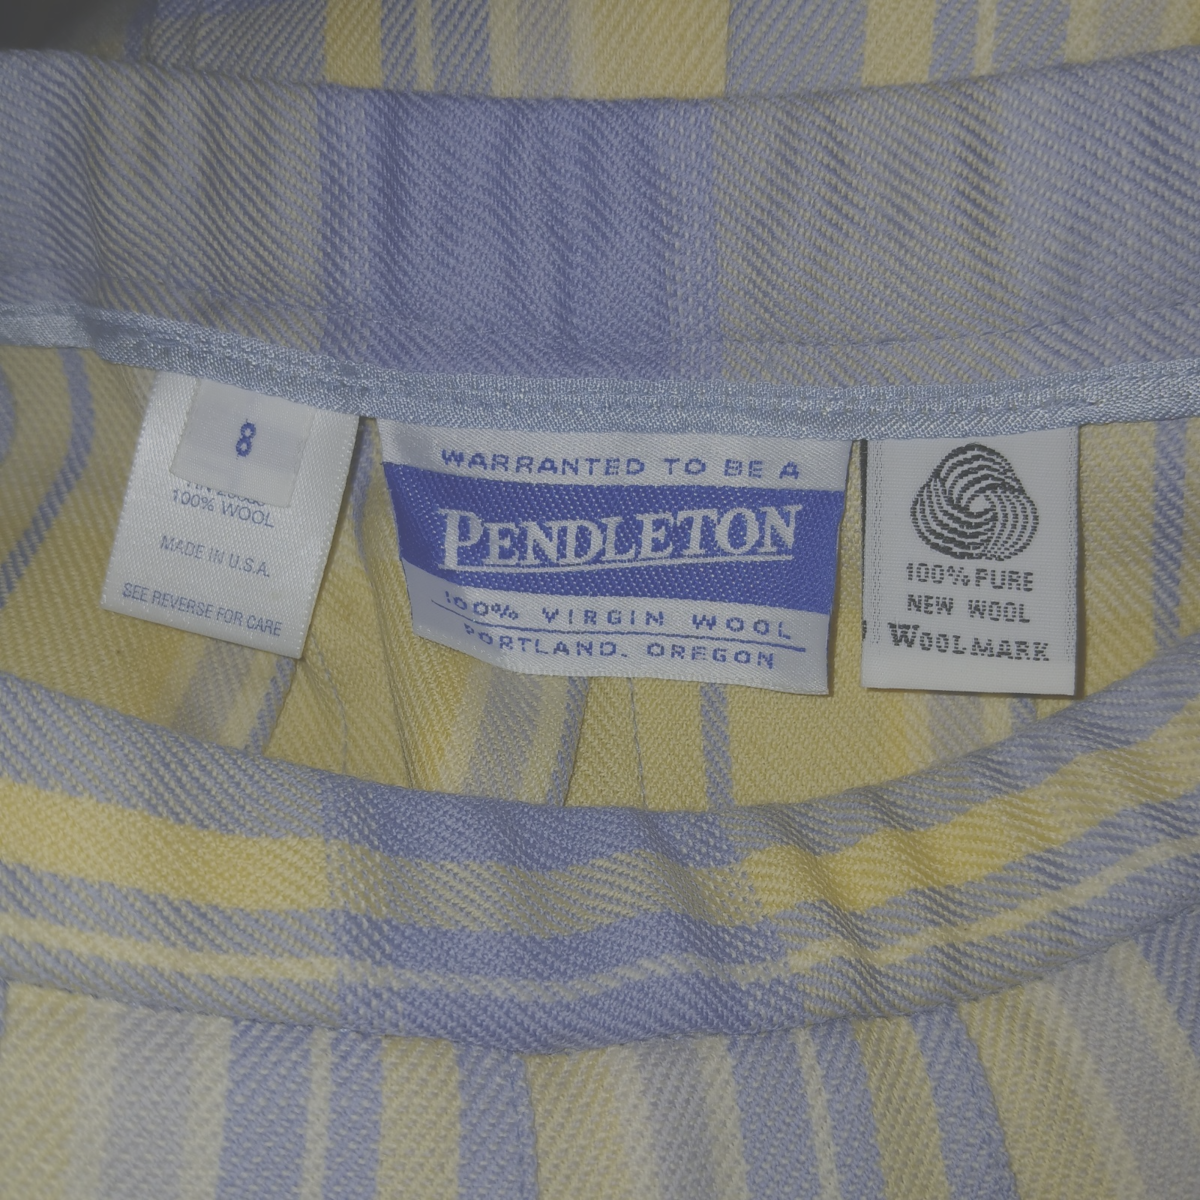 8
100% WOOL
MADE IN U.S.A.
SEE REVERSE FOR CARE
WARRANTED TO BE A
PENDLETON
100% VIRGIN WOOL
PORTLAND, OREGON
100% PURE
NEW WOOL
WOOLMARK